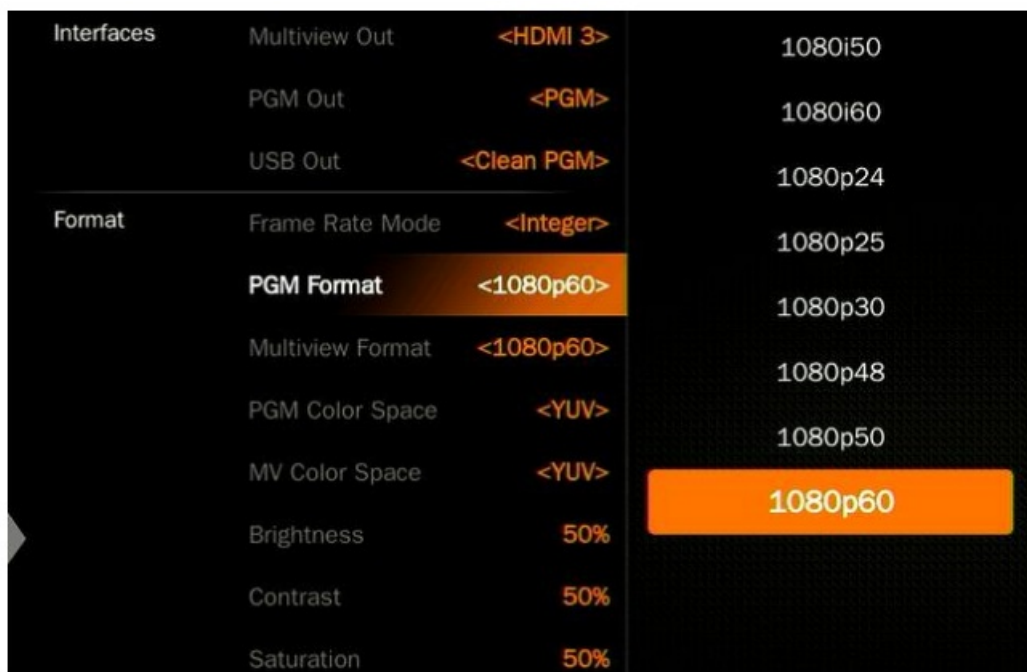 Interfaces
Multiview Out <HDMI 3>
PGM Out <PGM>
USB Out <Clean PGM>
Format
Frame Rate Mode <Integer>
PGM Format <1080p60>
Multiview Format <1080p60>
PGM Color Space <YUV>
MV Color Space <YUV>
Brightness 50%
Contrast 50%
Saturation 50%
1080i50
1080i60
1080p24
1080p25
1080p30
1080p48
1080p50
1080p60